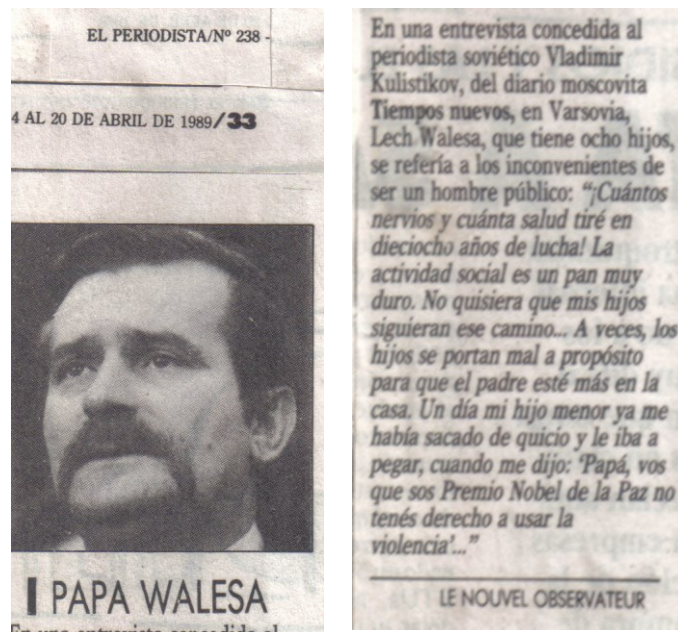 EL PERIODISTA/Nº 238 -
4 AL 20 DE ABRIL DE 1989/33
PAPA WALESA
En una entrevista concedida al
En una entrevista concedida al
periodista soviético Vladimir
Kulistikov, del diario moscovita
Tiempos nuevos, en Varsovia,
Lech Walesa, que tiene ocho hijos,
se refería a los inconvenientes de
ser un hombre público: “¡Cuántos
nervios y cuánta salud tiré en
dieciocho años de lucha! La
actividad social es un pan muy
duro. No quisiera que mis hijos
siguieran ese camino... A veces, los
hijos se portan mal a propósito
para que el padre esté más en la
casa. Un día mi hijo menor ya me
había sacado de quicio y le iba a
pegar, cuando me dijo: ‘Papá, vos
que sos Premio Nobel de la Paz no
tenés derecho a usar la
violencia’...”
LE NOUVEL OBSERVATEUR